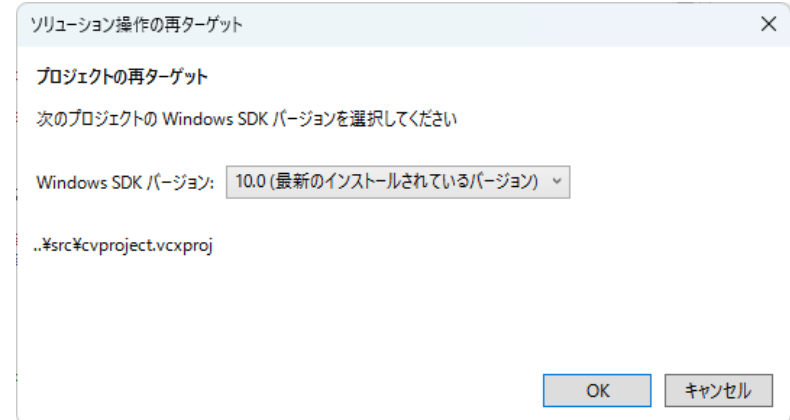 ソリューション操作の再ターゲット
プロジェクトの再ターゲット
次のプロジェクトの Windows SDK バージョンを選択してください
Windows SDK バージョン: 10.0 (最新のインストールされているバージョン)
..¥src¥cvproject.vcxproj
OK キャンセル